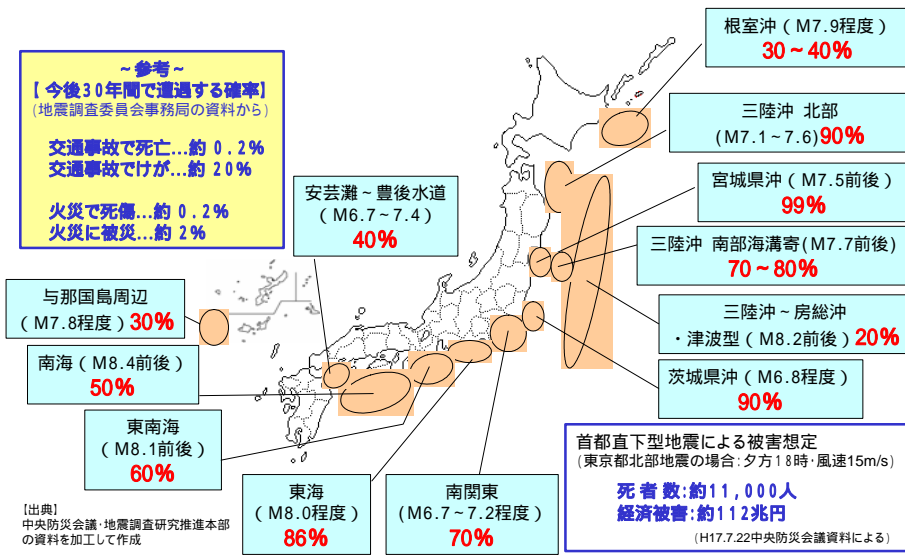 ～参考～
【今後30年間で遭遇する確率】
(地震調査委員会事務局の資料から)
交通事故で死亡…約 0.2%
交通事故でけが…約 20%
火災で死傷…約 0.2%
火災に被災…約 2%
根室沖（M7.9程度）
30～40%
三陸沖 北部
(M7.1～7.6) 90%
宮城県沖（M7.5前後）
99%
三陸沖 南部海溝寄(M7.7前後)
70～80%
三陸沖～房総沖
・津波型（M8.2前後）20%
茨城県沖（M6.8程度）
90%
安芸灘～豊後水道
（M6.7～7.4）
40%
与那国島周辺
（M7.8程度）30%
南海（M8.4前後）
50%
東南海
（M8.1前後）
60%
東海
（M8.0程度）
86%
南関東
（M6.7～7.2程度）
70%
首都直下型地震による被害想定
(東京都北部地震の場合：夕方18時・風速15m/s)
死者数:約11,000人
経済被害:約112兆円
(H17.7.22中央防災会議資料による)
【出典】
中央防災会議・地震調査研究推進本部
の資料を加工して作成